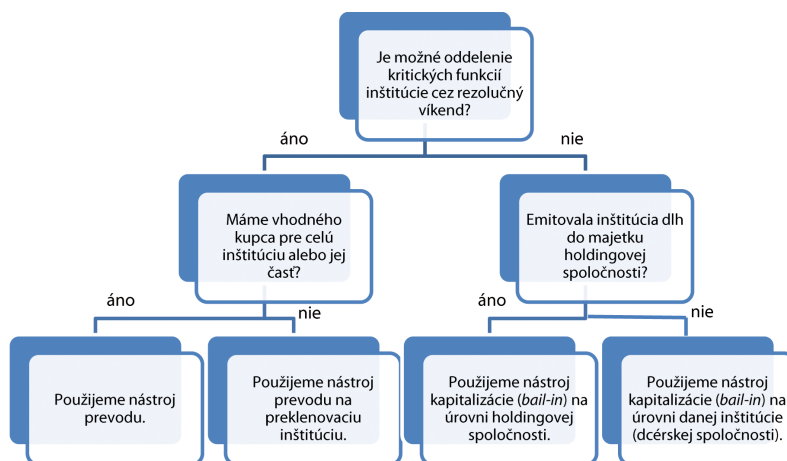 Je možné oddelenie
kritických funkcií
inštitúcie cez rezolučný
víkend?
áno
nie
Máme vhodného
kupca pre celú
inštitúciu alebo jej
časť?
Emitovala inštitúcia dlh
do majetku
holdingovej
spoločnosti?
áno
nie
áno
nie
Použijeme nástroj
prevodu.
Použijeme nástroj
prevodu na
preklenovaciu
inštitúciu.
Použijeme nástroj
kapitalizácie (bail-in) na
úrovni holdingovej
spoločnosti.
Použijeme nástroj
kapitalizácie (bail-in) na
úrovni danej inštitúcie
(dcérskej spoločnosti).